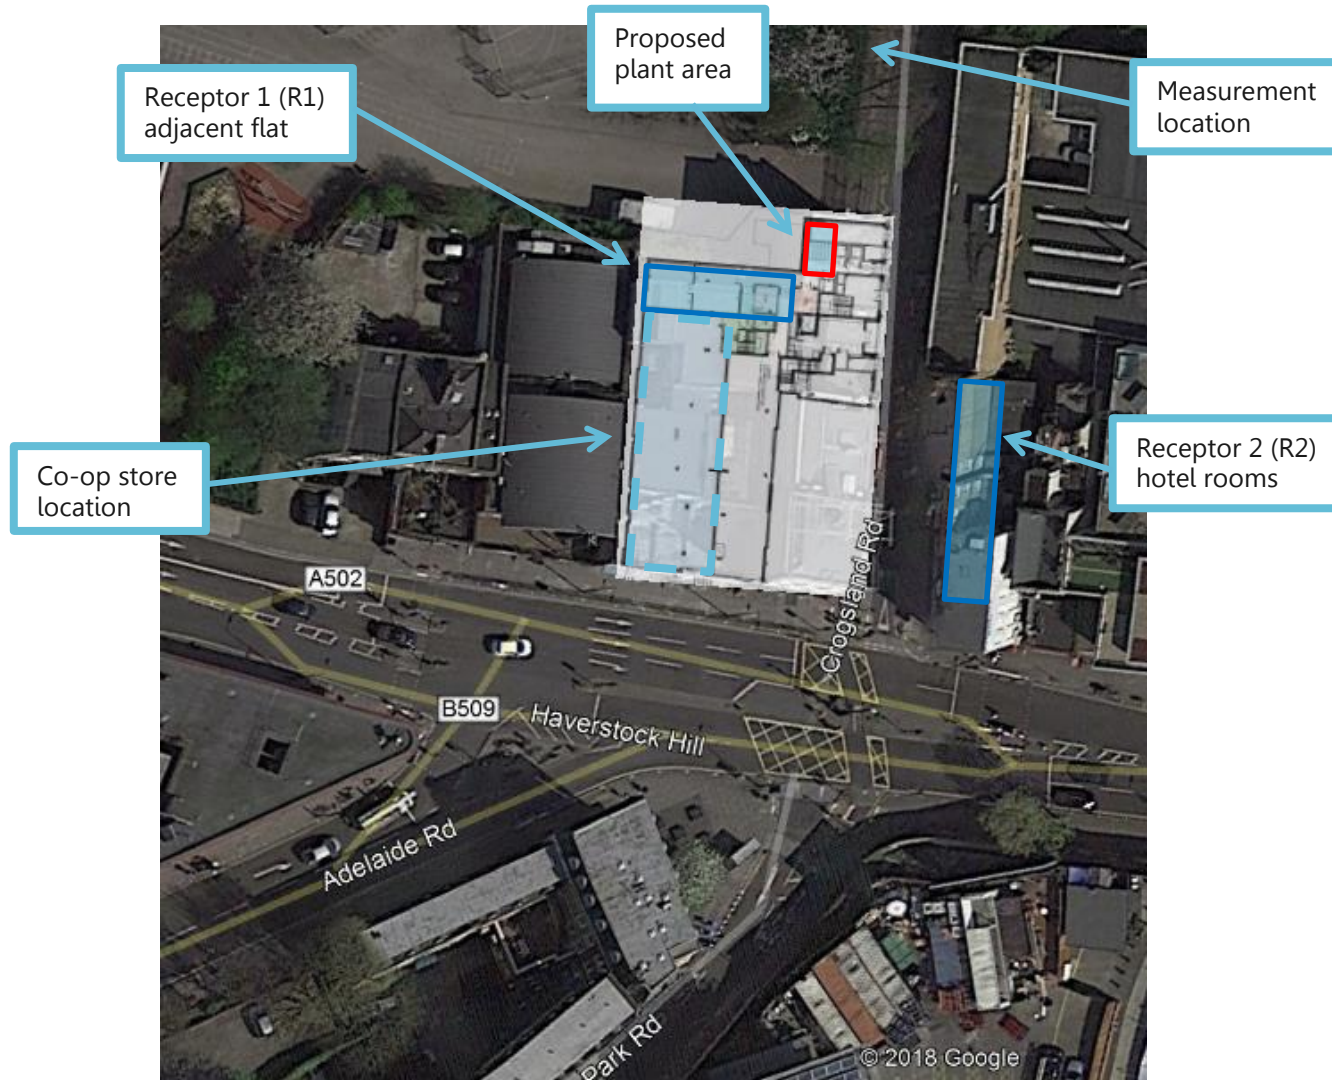 Proposed
plant area
Receptor 1 (R1)
adjacent flat
Measurement
location
Co-op store
location
Receptor 2 (R2)
hotel rooms
A502
Crogsland Rd
B509
Haverstock Hill
Adelaide Rd
Park Rd
© 2018 Google